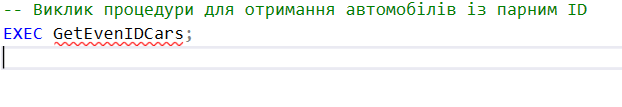 -- Виклик процедури для отримання автомобілів із парним ID
EXEC GetEvenIDCars;